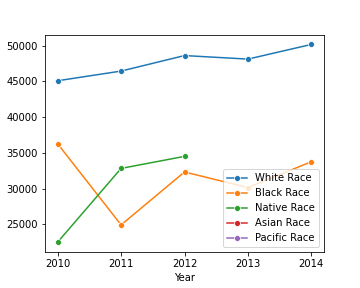 50000
45000
40000
35000
30000
25000
White Race
Black Race
Native Race
Asian Race
Pacific Race
2010 2011 2012 2013 2014
Year